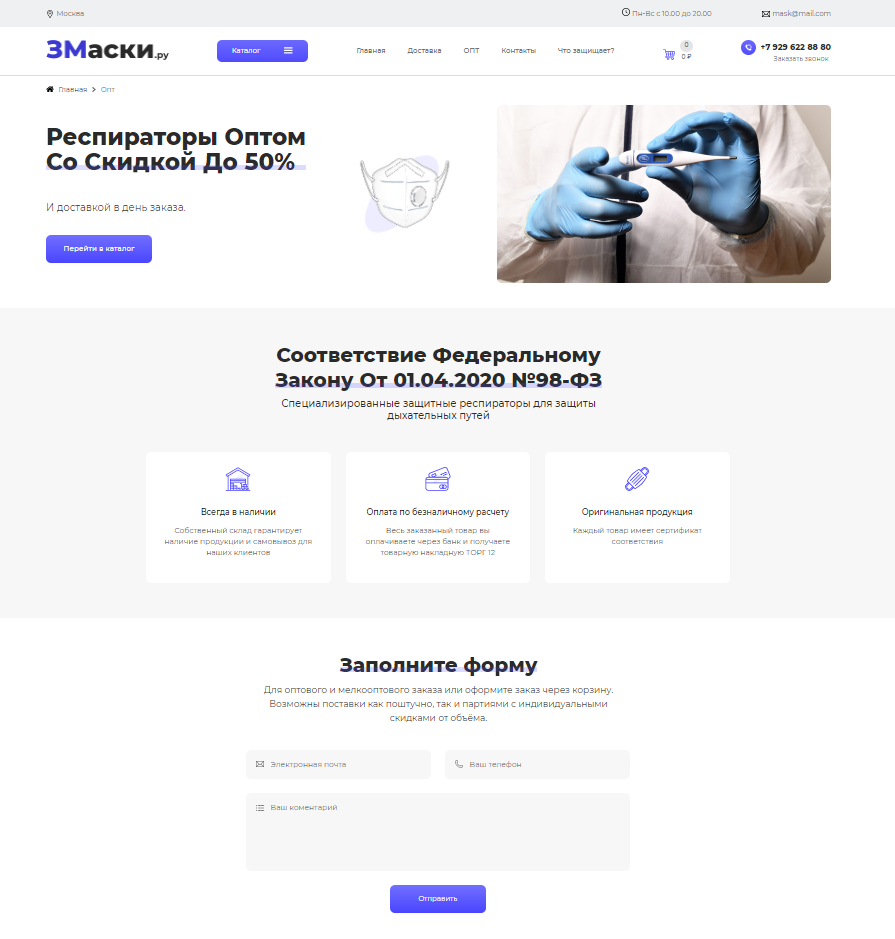 Москва
Пн-Вс с 10.00 до 20.00
mask@mail.com
ЗМаски.ру
Каталог
Главная
Доставка
ОПТ
Контакты
Что защищает?
0
0 ₽
+7 929 622 88 80
Заказать звонок
Главная > Опт
Респираторы Оптом
Со Скидкой До 50%
И доставкой в день заказа.
Перейти в каталог
Соответствие Федеральному
Закону От 01.04.2020 №98-ФЗ
Специализированные защитные респираторы для защиты
дыхательных путей
Всегда в наличии
Собственный склад гарантирует
наличие продукции и самовывоз для
наших клиентов
Оплата по безналичному расчету
Весь заказанный товар вы
оплачиваете через банк и получаете
товарную накладную ТОРГ 12
Оригинальная продукция
Каждый товар имеет сертификат
соответствия
Заполните форму
Для оптового и мелкооптового заказа или оформите заказ через корзину.
Возможны поставки как поштучно, так и партиями с индивидуальными
скидками от объёма.
Электронная почта
Ваш телефон
Ваш коментарий
Отправить